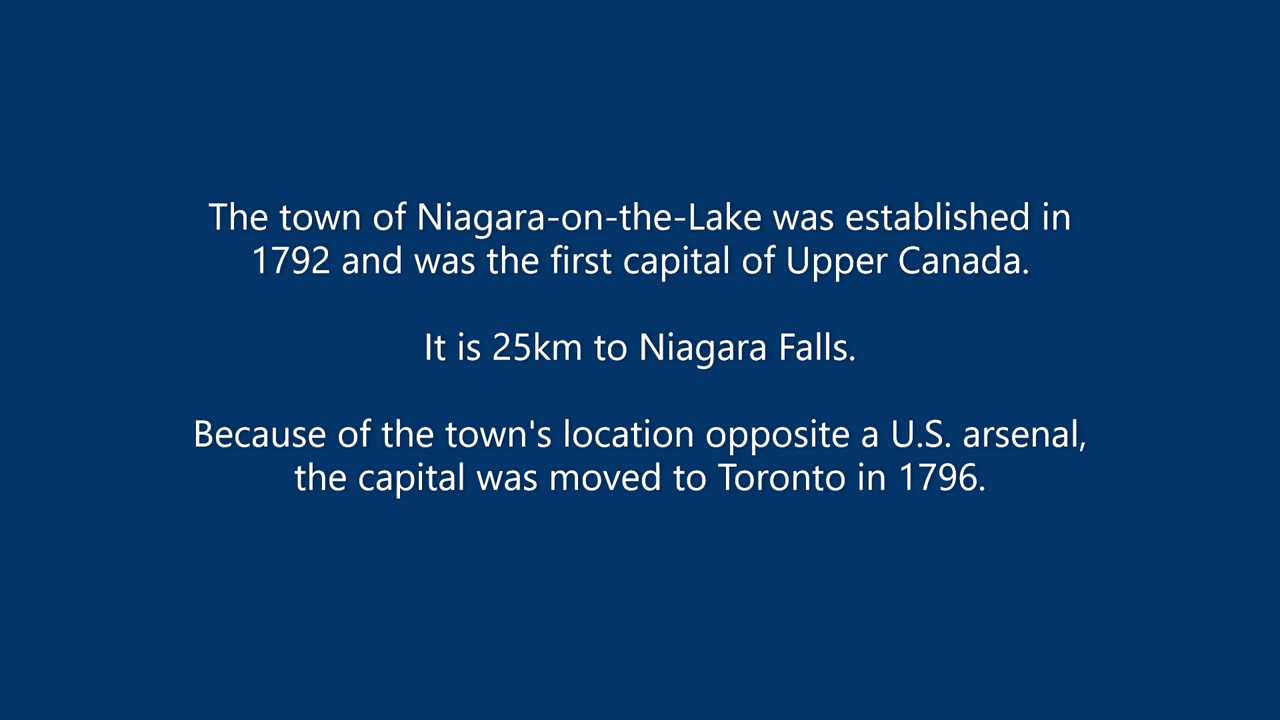 The town of Niagara-on-the-Lake was established in
1792 and was the first capital of Upper Canada.
It is 25km to Niagara Falls.
Because of the town's location opposite a U.S. arsenal,
the capital was moved to Toronto in 1796.